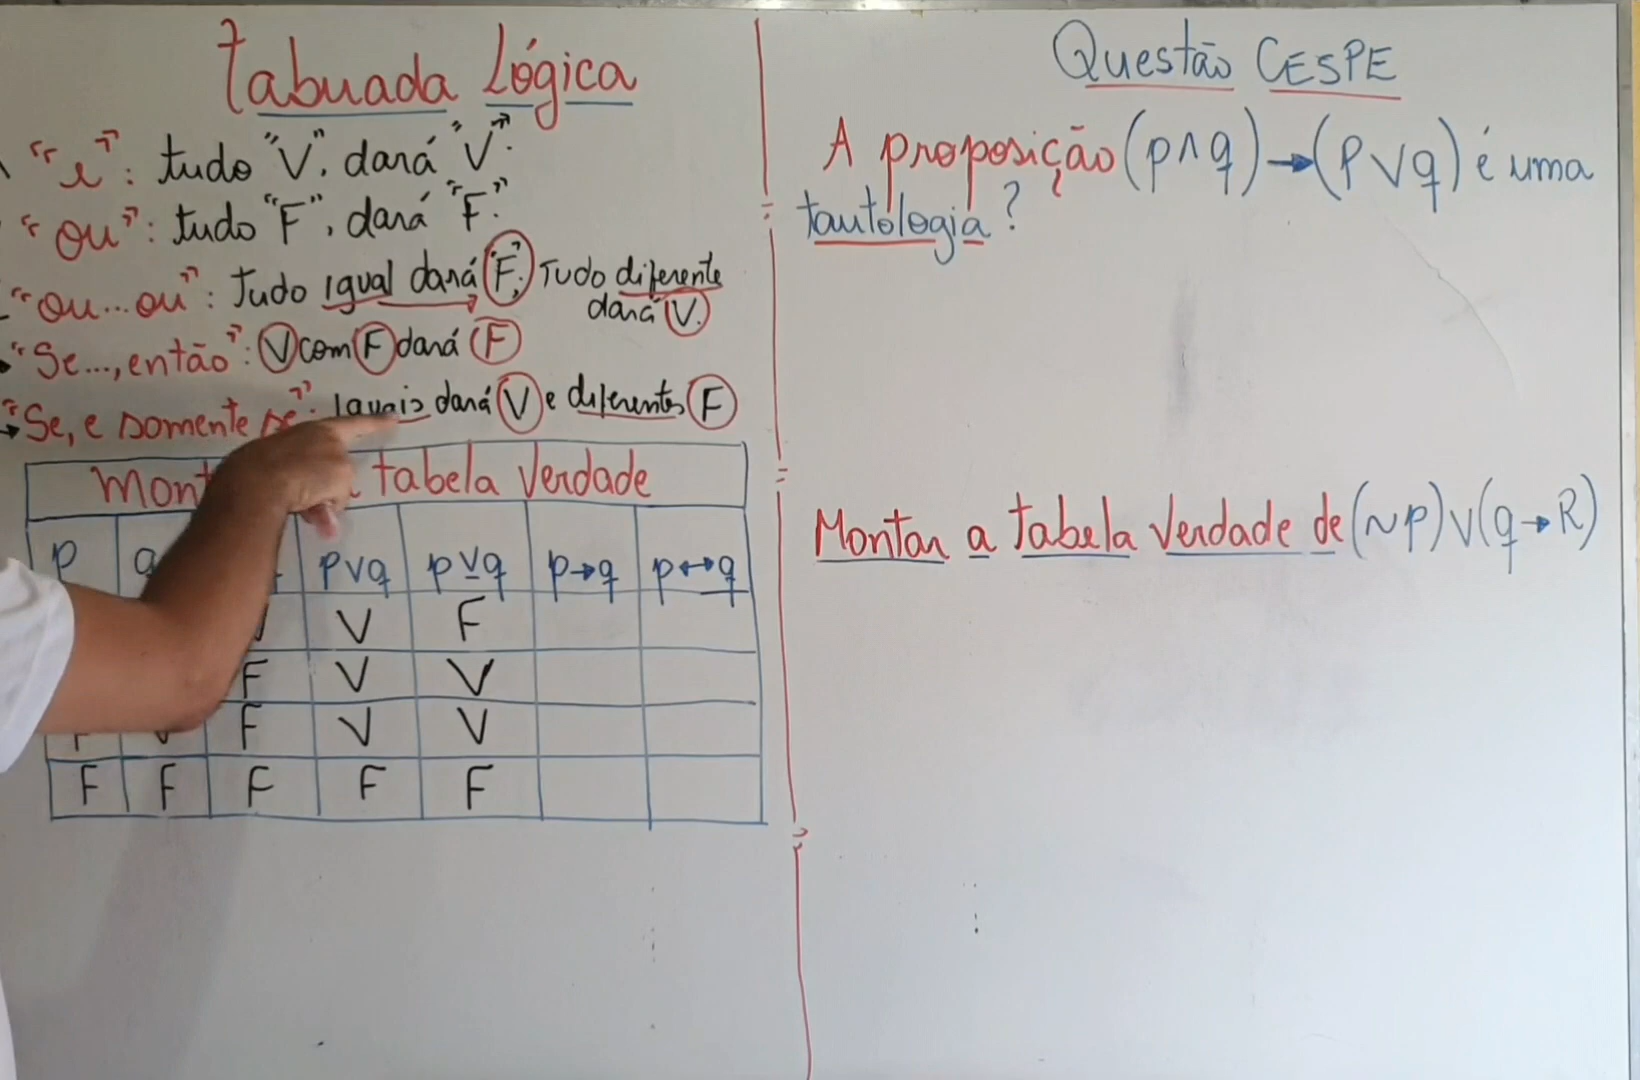 Tabuada Lógica
"e": tudo "V", dará "V".
"ou": tudo "F", dará "F".
"ou...ou": Tudo igual dará F. Tudo diferente
dará V.
"Se..., então": V com F dará F
"Se, e somente se": Iguais dará V e diferentes F
tabela Verdade
p q p∨q p⊻q p→q p↔q
V F
F V V
F V F V V
F F F F F
Questão CESPE
A proposição (p∧q)→(p∨q) é uma
tautologia?
Montar a tabela Verdade de (~p)∨(q→R)